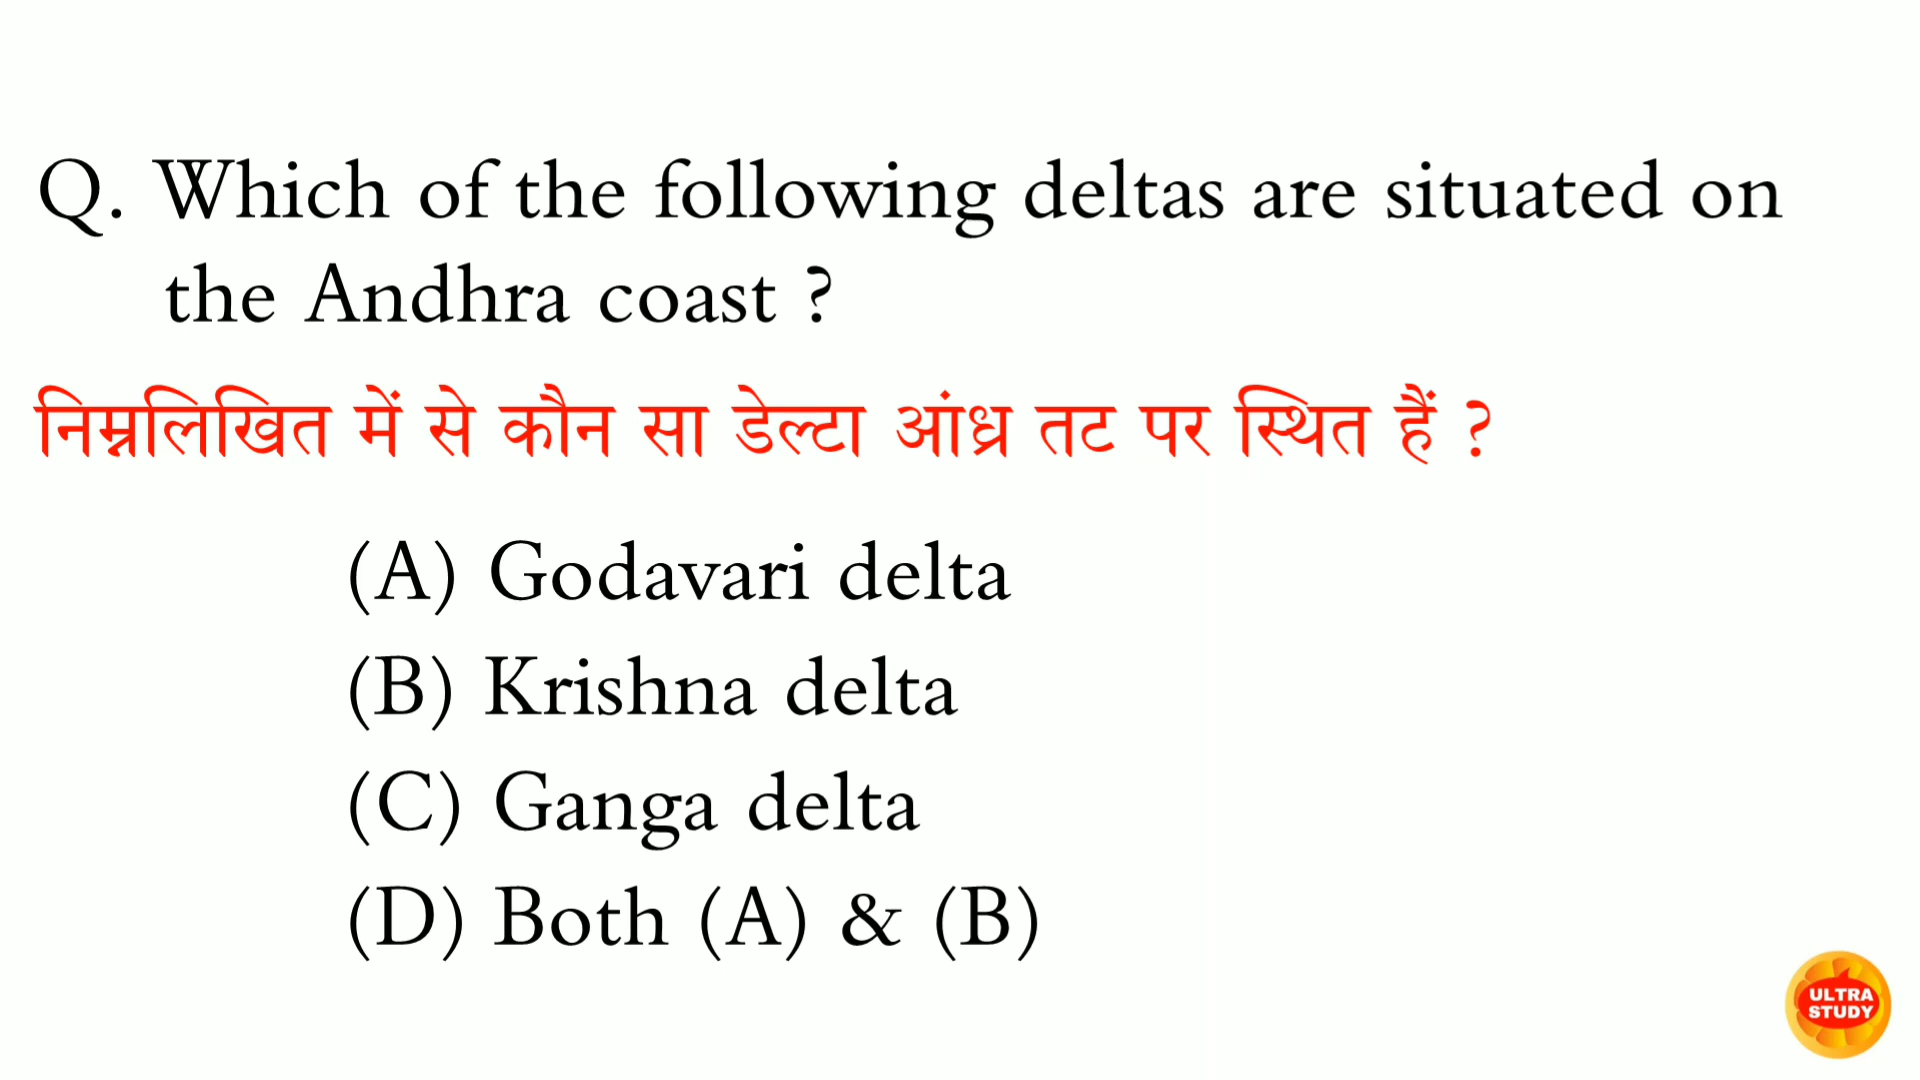 Q. Which of the following deltas are situated on
the Andhra coast ?
निम्नलिखित में से कौन सा डेल्टा आंध्र तट पर स्थित हैं ?
(A) Godavari delta
(B) Krishna delta
(C) Ganga delta
(D) Both (A) & (B)
ULTRA
STUDY